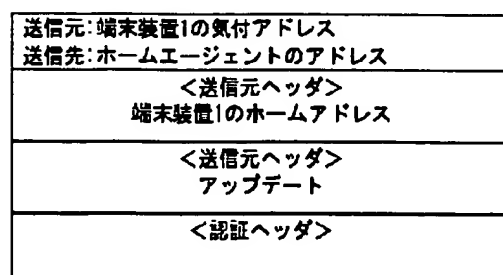 送信元:端末装置1の気付アドレス
送信先:ホームエージェントのアドレス
<送信元ヘッダ>
端末装置1のホームアドレス
<送信元ヘッダ>
アップデート
<認証ヘッダ>